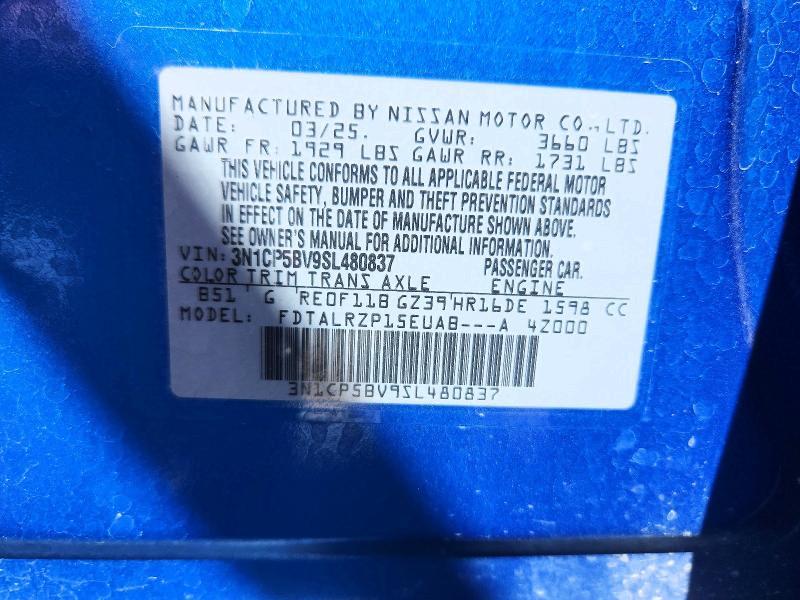 MANUFACTURED BY NISSAN MOTOR CO., LTD.
DATE: 03/25. GVWR: 3660 LBS
GAWR FR: 1929 LBS GAWR RR: 1731 LBS
THIS VEHICLE CONFORMS TO ALL APPLICABLE FEDERAL MOTOR
VEHICLE SAFETY, BUMPER AND THEFT PREVENTION STANDARDS
IN EFFECT ON THE DATE OF MANUFACTURE SHOWN ABOVE.
SEE OWNER'S MANUAL FOR ADDITIONAL INFORMATION.
VIN: 3N1CP5BV9SL480837 PASSENGER CAR.
COLOR TRIM TRANS AXLE ENGINE
B51 ' G 'RE0F11B GZ39'HR16DE 1598 CC
MODEL: FDTALRZP15EUAB---A 4Z000
3N1CP5BV9SL480837